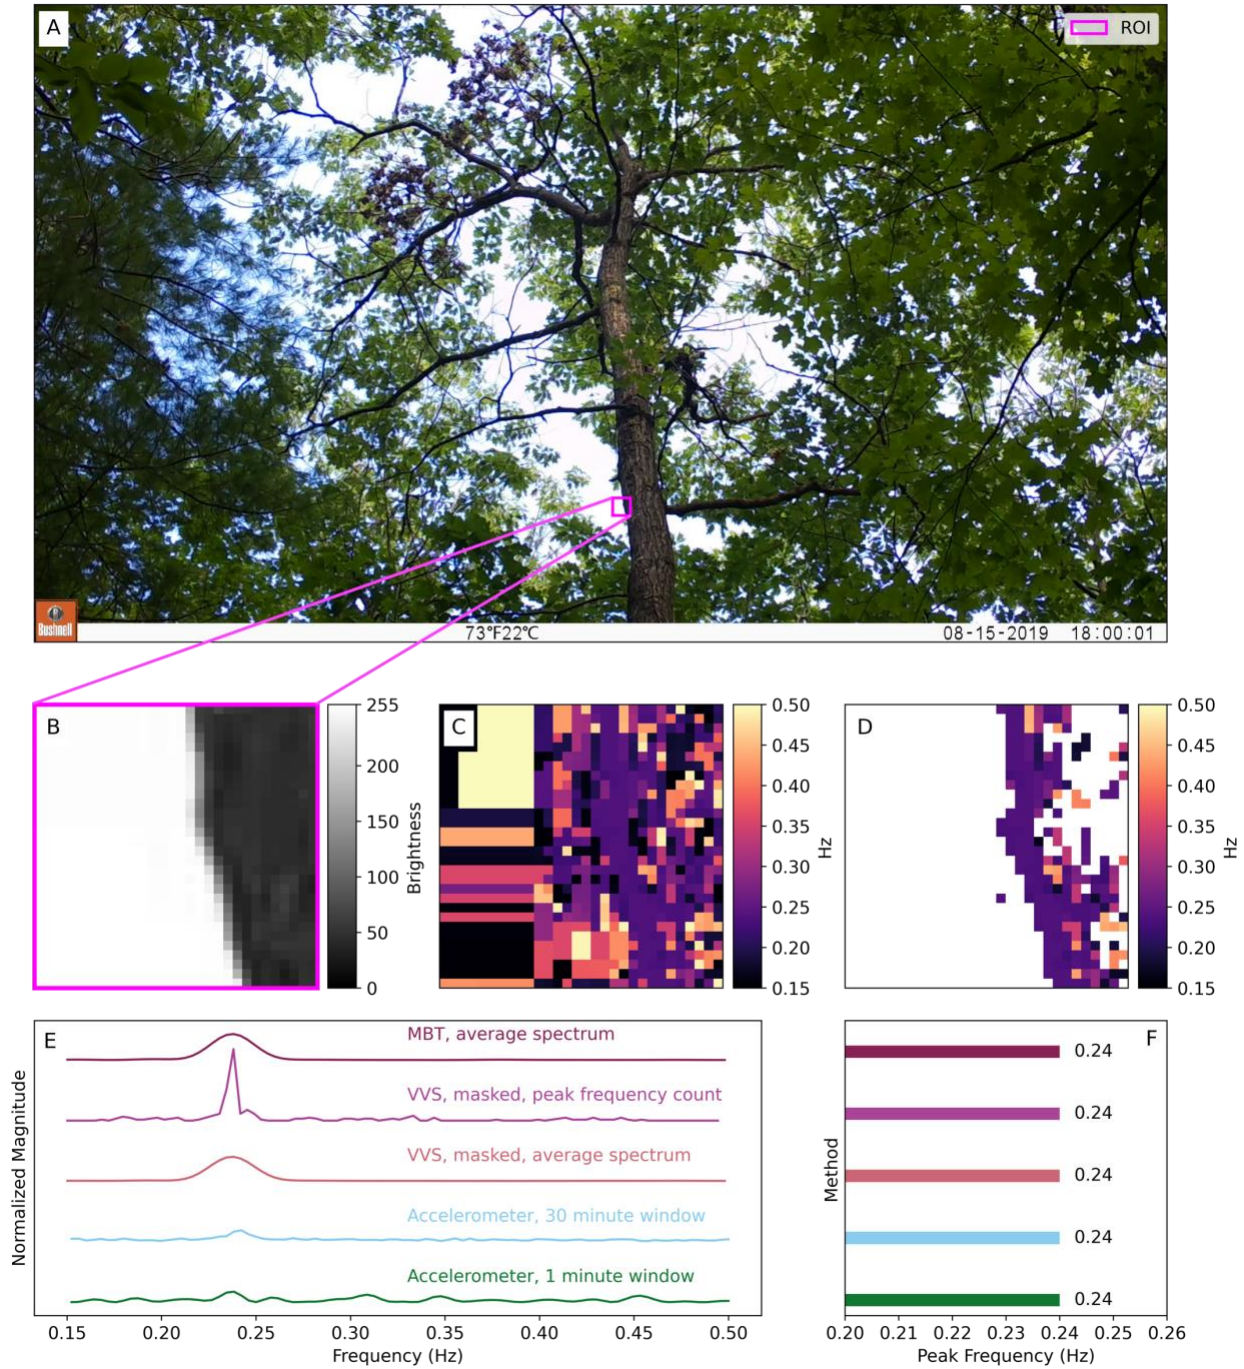 A
ROI
Bushnell
73°F22°C
08-15-2019 18:00:01
B
255
200
150
100
50
0
Brightness
C
0.50
0.45
0.40
0.35
0.30
0.25
0.20
0.15
Hz
D
0.50
0.45
0.40
0.35
0.30
0.25
0.20
0.15
Hz
E
MBT, average spectrum
VVS, masked, peak frequency count
VVS, masked, average spectrum
Accelerometer, 30 minute window
Accelerometer, 1 minute window
Normalized Magnitude
0.15 0.20 0.25 0.30 0.35 0.40 0.45 0.50
Frequency (Hz)
F
0.24
0.24
0.24
0.24
0.24
Method
0.20 0.21 0.22 0.23 0.24 0.25 0.26
Peak Frequency (Hz)